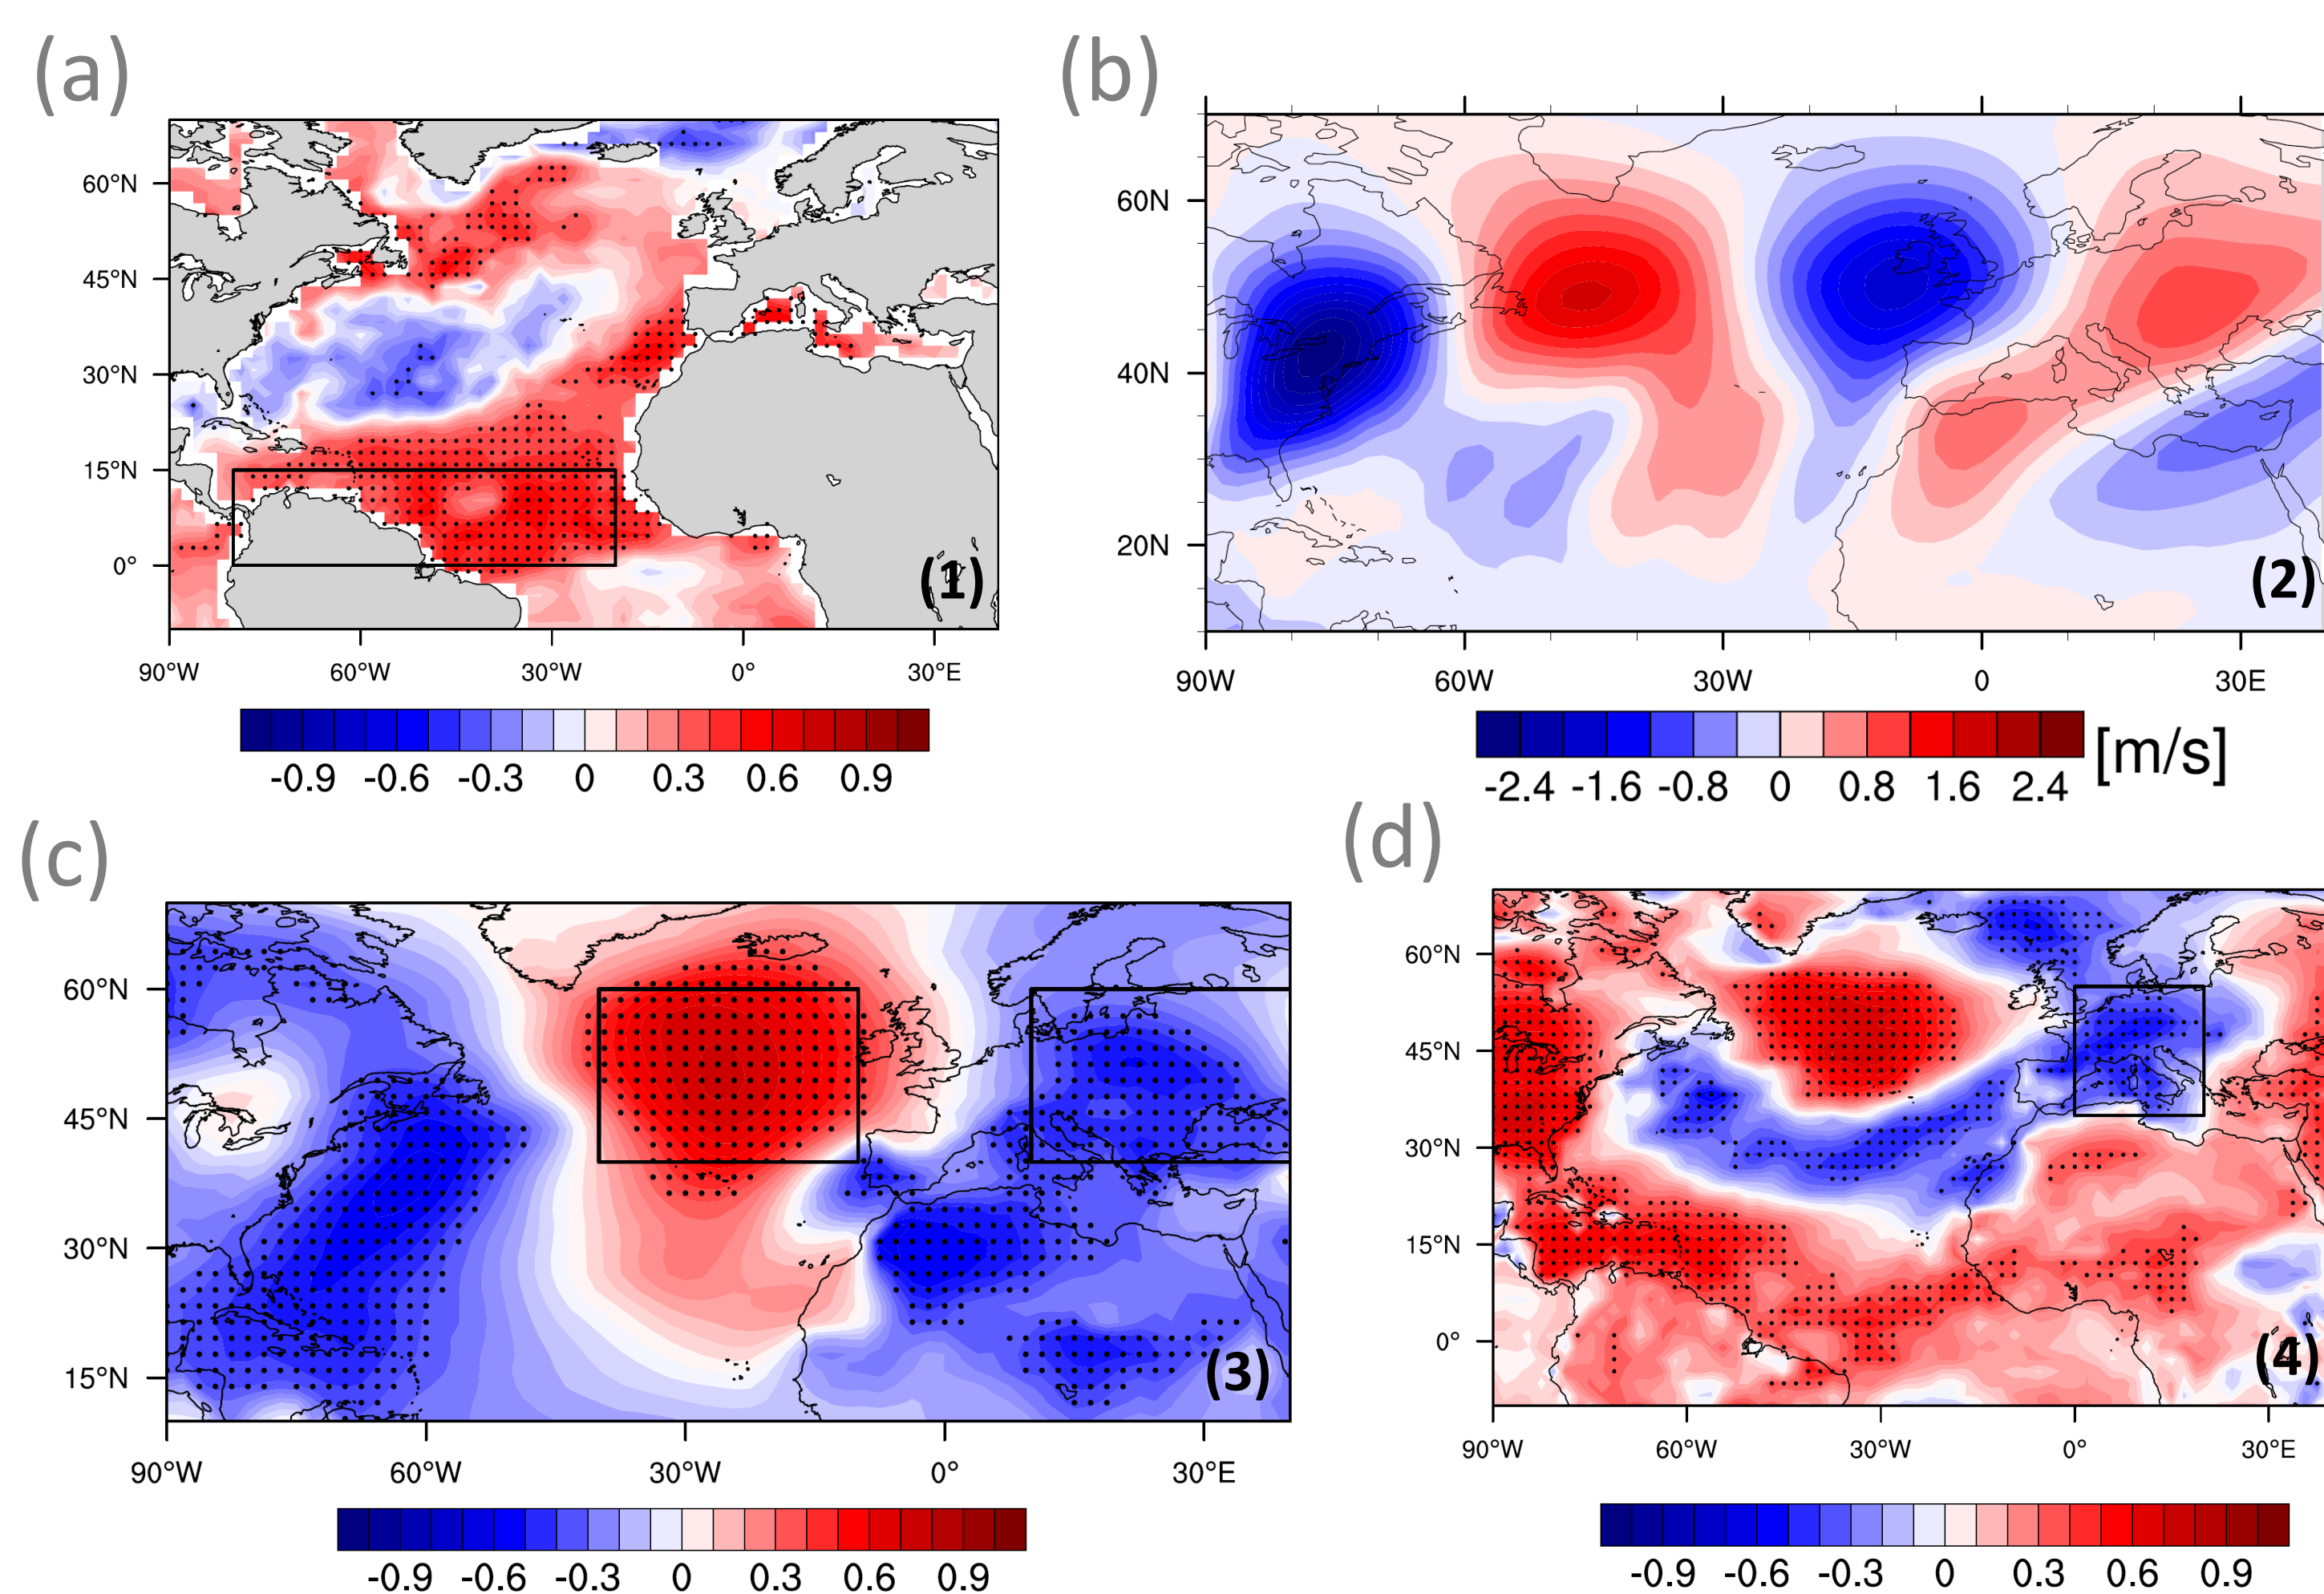 (a)
60°N
45°N
30°N
15°N
0°
(1)
90°W 60°W 30°W 0° 30°E
-0.9 -0.6 -0.3 0 0.3 0.6 0.9
(b)
60N
40N
20N
(2)
90W 60W 30W 0 30E
-2.4 -1.6 -0.8 0 0.8 1.6 2.4 [m/s]
(c)
60°N
45°N
30°N
15°N
(3)
90°W 60°W 30°W 0° 30°E
-0.9 -0.6 -0.3 0 0.3 0.6 0.9
(d)
60°N
45°N
30°N
15°N
0°
(4)
90°W 60°W 30°W 0° 30°E
-0.9 -0.6 -0.3 0 0.3 0.6 0.9